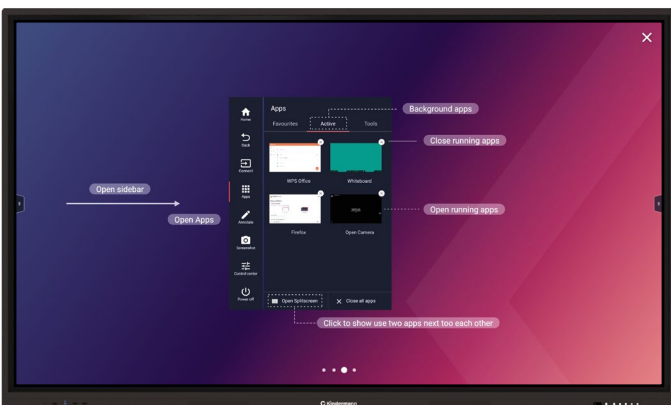 Home
Back
Connect
Apps
Annotate
Screenshot
Control center
Power off
Apps
Favourites
Active
Tools
WPS Office
Whiteboard
Firefox
Open Camera
Open Splitscreen
Close all apps
Background apps
Close running apps
Open sidebar
Open Apps
Open running apps
Click to show use two apps next too each other
Kindermann